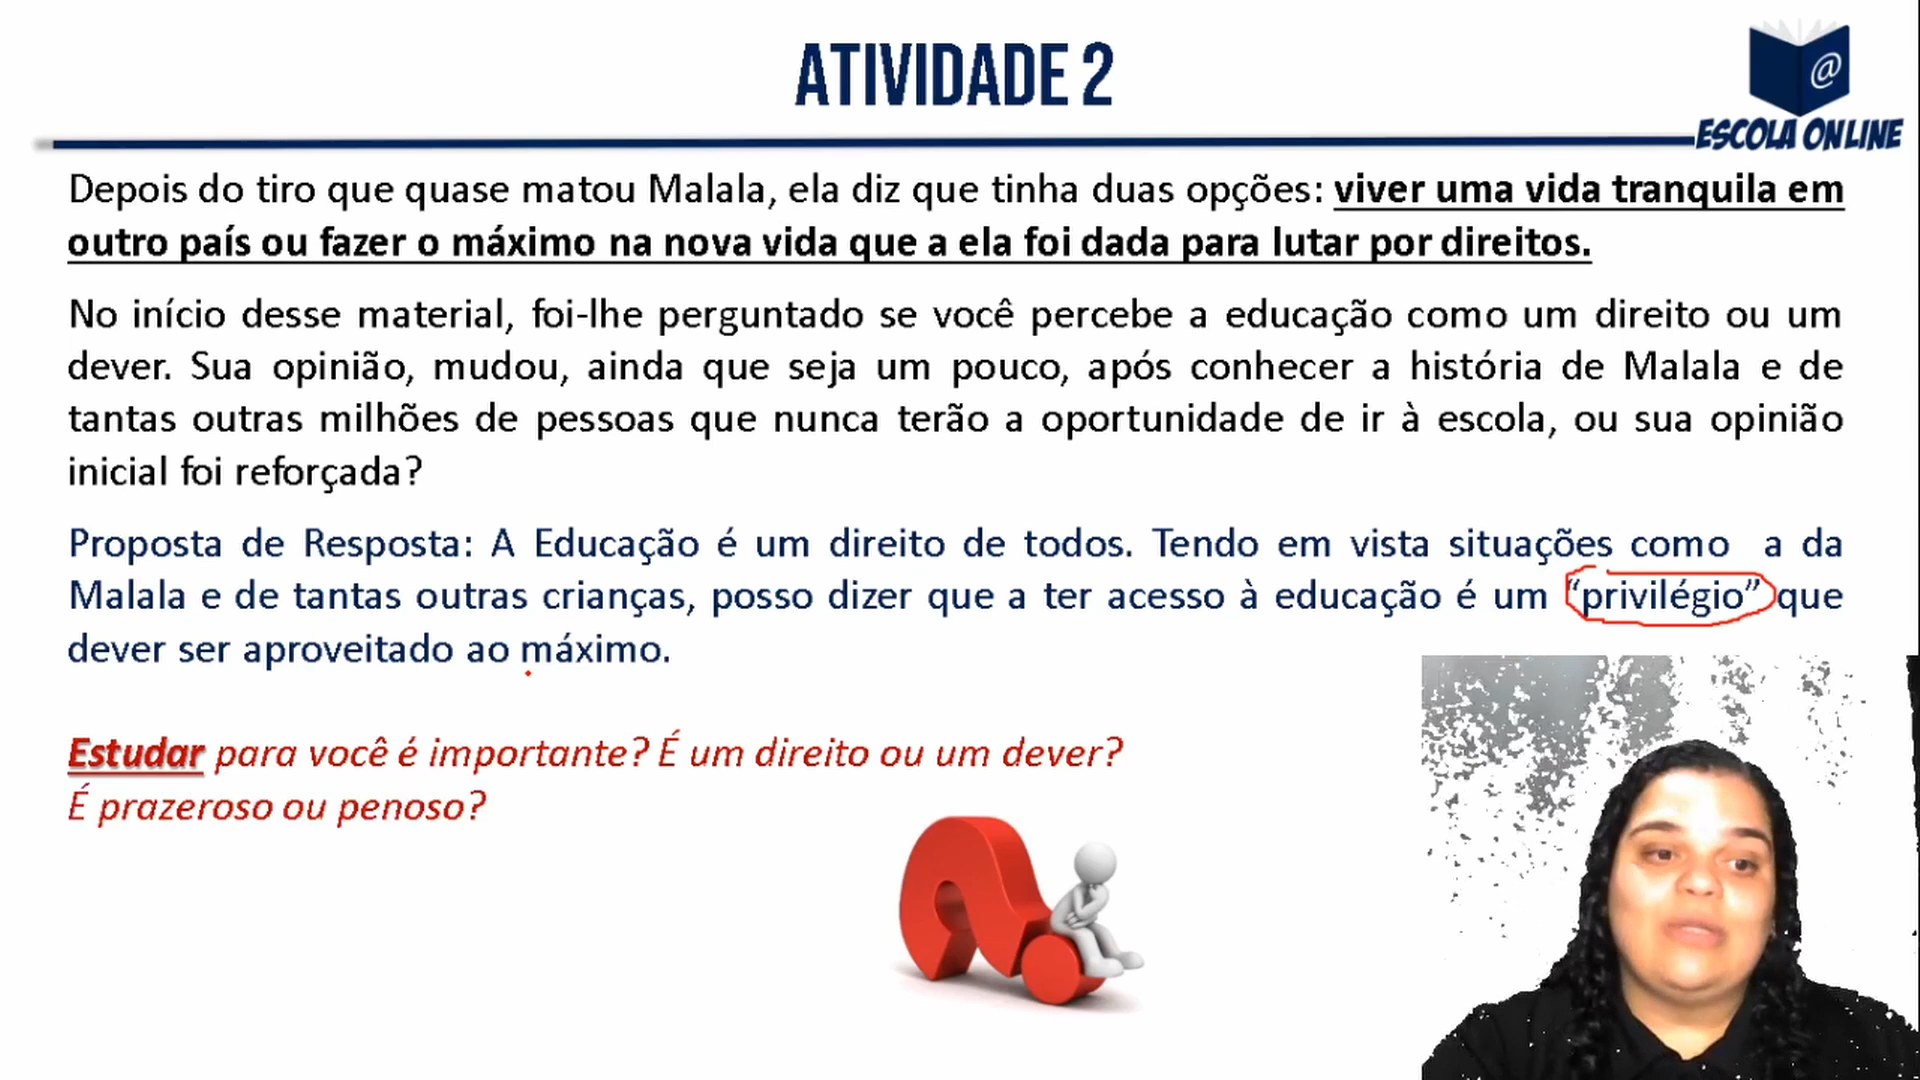 ATIVIDADE 2
@
ESCOLA ONLINE
Depois do tiro que quase matou Malala, ela diz que tinha duas opções: viver uma vida tranquila em
outro país ou fazer o máximo na nova vida que a ela foi dada para lutar por direitos.
No início desse material, foi-lhe perguntado se você percebe a educação como um direito ou um
dever. Sua opinião, mudou, ainda que seja um pouco, após conhecer a história de Malala e de
tantas outras milhões de pessoas que nunca terão a oportunidade de ir à escola, ou sua opinião
inicial foi reforçada?
Proposta de Resposta: A Educação é um direito de todos. Tendo em vista situações como a da
Malala e de tantas outras crianças, posso dizer que a ter acesso à educação é um “privilégio” que
dever ser aproveitado ao máximo.
Estudar para você é importante? É um direito ou um dever?
É prazeroso ou penoso?